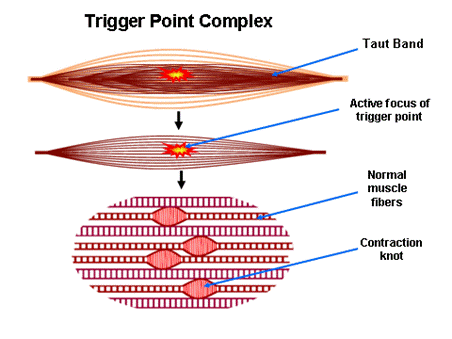 Trigger Point Complex
Taut Band
Active focus of
trigger point
Normal
muscle
fibers
Contraction
knot